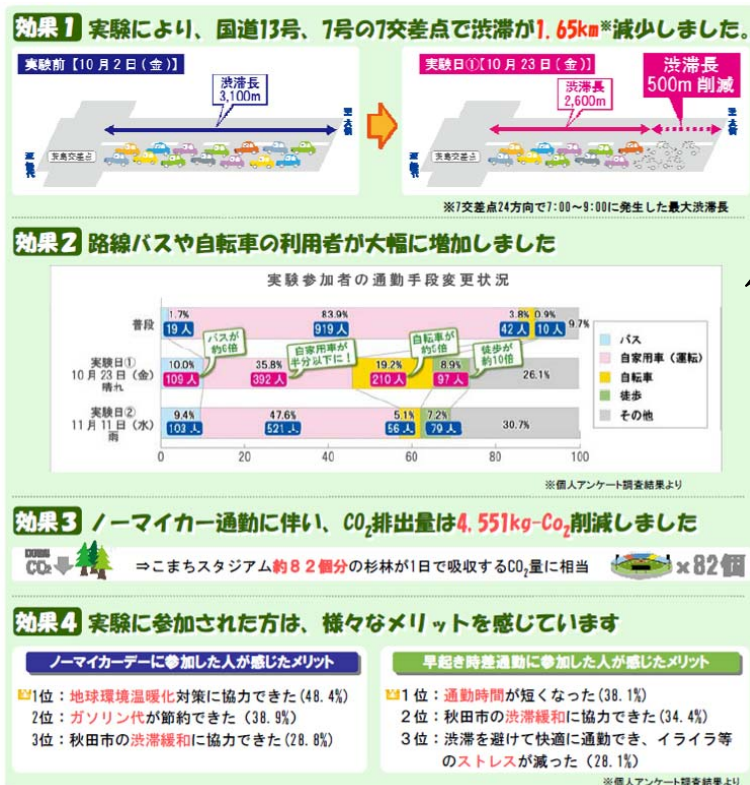 効果1 実験により、国道13号、7号の7交差点で渋滞が1.65km※減少しました。
実験前【10月2日(金)】
渋滞長
3,100m
茨島交差点
実験日①【10月23日(金)】
渋滞長
2,600m
渋滞長
500m 削減
茨島交差点
※7交差点24方向で7:00～9:00に発生した最大渋滞長
効果2 路線バスや自転車の利用者が大幅に増加しました
実験参加者の通勤手段変更状況
普段
1.7% 83.9% 3.8% 0.9% 9.7%
19人 919人 42人 10人
バスが
約6倍
自家用車が
半分以下に!
自転車が
約5倍
徒歩が
約10倍
実験日①
10月23日(金)
晴れ
10.0% 35.8% 19.2% 8.9% 26.1%
109人 392人 210人 97人
実験日②
11月11日(水)
雨
9.4% 47.6% 5.1% 7.2% 30.7%
103人 521人 56人 79人
0 20 40 60 80 100
バス
自家用車(運転)
自転車
徒歩
その他
※個人アンケート調査結果より
効果3 ノーマイカー通勤に伴い、CO2排出量は4,551kg-Co2削減しました
CO2
⇒こまちスタジアム約82個分の杉林が1日で吸収するCO2量に相当
×82個
効果4 実験に参加された方は、様々なメリットを感じています
ノーマイカーデーに参加した人が感じたメリット
1位:地球環境温暖化対策に協力できた(48.4%)
2位:ガソリン代が節約できた(38.9%)
3位:秋田市の渋滞緩和に協力できた(28.8%)
早起き時差通勤に参加した人が感じたメリット
1位:通勤時間が短くなった(38.1%)
2位:秋田市の渋滞緩和に協力できた(34.4%)
3位:渋滞を避けて快適に通勤でき、イライラ等
のストレスが減った(28.1%)
※個人アンケート調査結果より